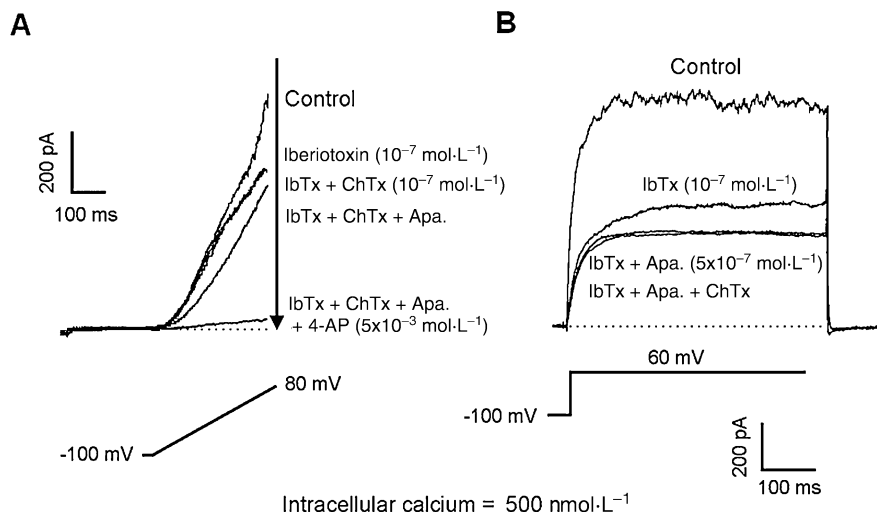 A
Control
200 pA
100 ms
Iberiotoxin (10⁻⁷ mol·L⁻¹)
IbTx + ChTx (10⁻⁷ mol·L⁻¹)
IbTx + ChTx + Apa.
IbTx + ChTx + Apa.
+ 4-AP (5x10⁻³ mol·L⁻¹)
80 mV
-100 mV
B
Control
IbTx (10⁻⁷ mol·L⁻¹)
IbTx + Apa. (5x10⁻⁷ mol·L⁻¹)
IbTx + Apa. + ChTx
60 mV
-100 mV
200 pA
100 ms
Intracellular calcium = 500 nmol·L⁻¹